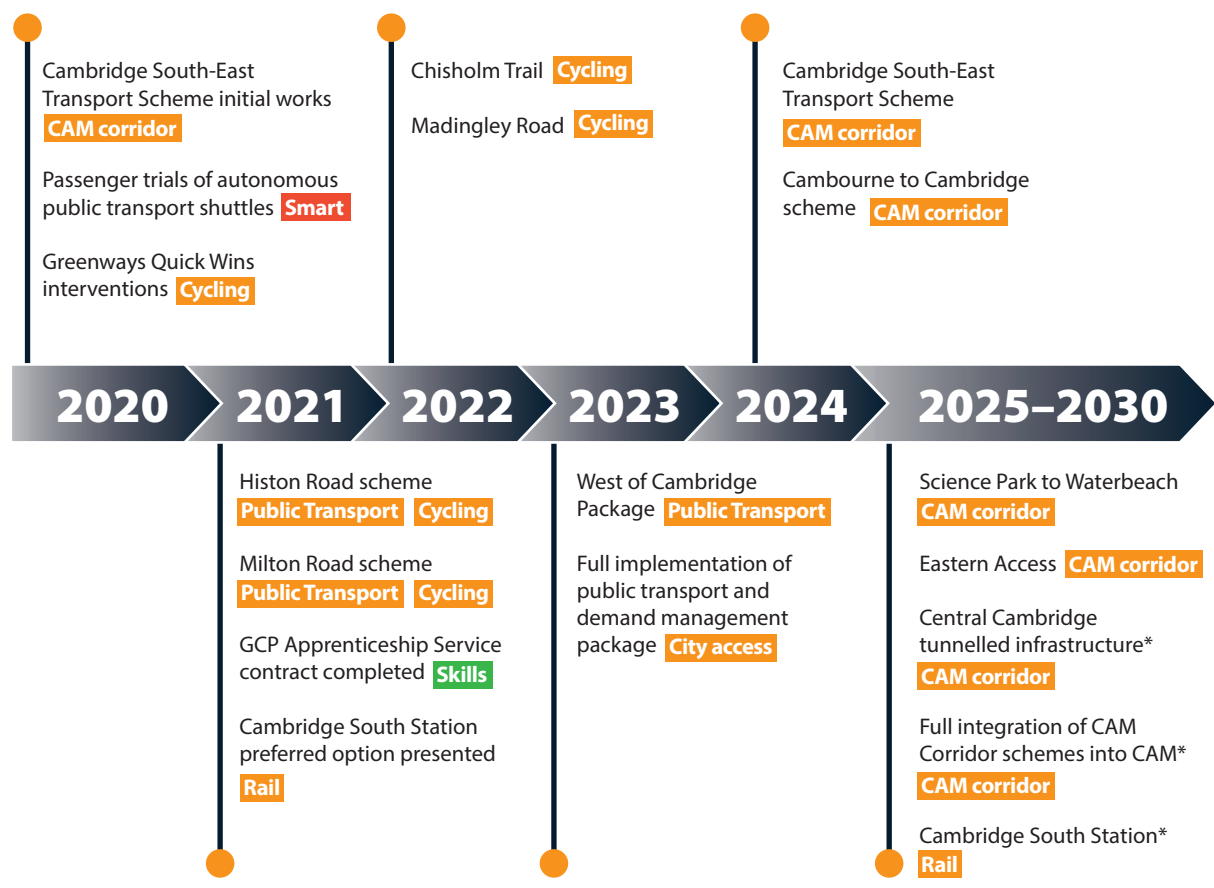 Cambridge South-East
Transport Scheme initial works
CAM corridor
Passenger trials of autonomous
public transport shuttles Smart
Greenways Quick Wins
interventions Cycling
Chisholm Trail Cycling
Madingley Road Cycling
Cambridge South-East
Transport Scheme
CAM corridor
Cambourne to Cambridge
scheme CAM corridor
2020 2021 2022 2023 2024 2025–2030
Histon Road scheme
Public Transport Cycling
Milton Road scheme
Public Transport Cycling
GCP Apprenticeship Service
contract completed Skills
Cambridge South Station
preferred option presented
Rail
West of Cambridge
Package Public Transport
Full implementation of
public transport and
demand management
package City access
Science Park to Waterbeach
CAM corridor
Eastern Access CAM corridor
Central Cambridge
tunnelled infrastructure*
CAM corridor
Full integration of CAM
Corridor schemes into CAM*
CAM corridor
Cambridge South Station*
Rail